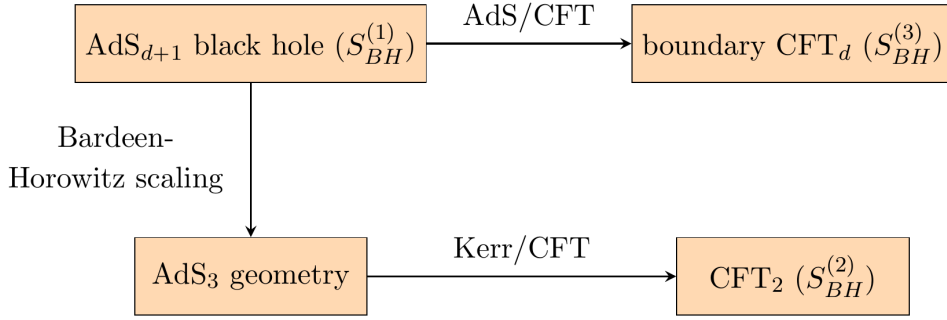 AdS/CFT
AdS_{d+1} black hole (S_{BH}^{(1)})
boundary CFT_d (S_{BH}^{(3)})
Bardeen-
Horowitz scaling
Kerr/CFT
AdS_3 geometry
CFT_2 (S_{BH}^{(2)})